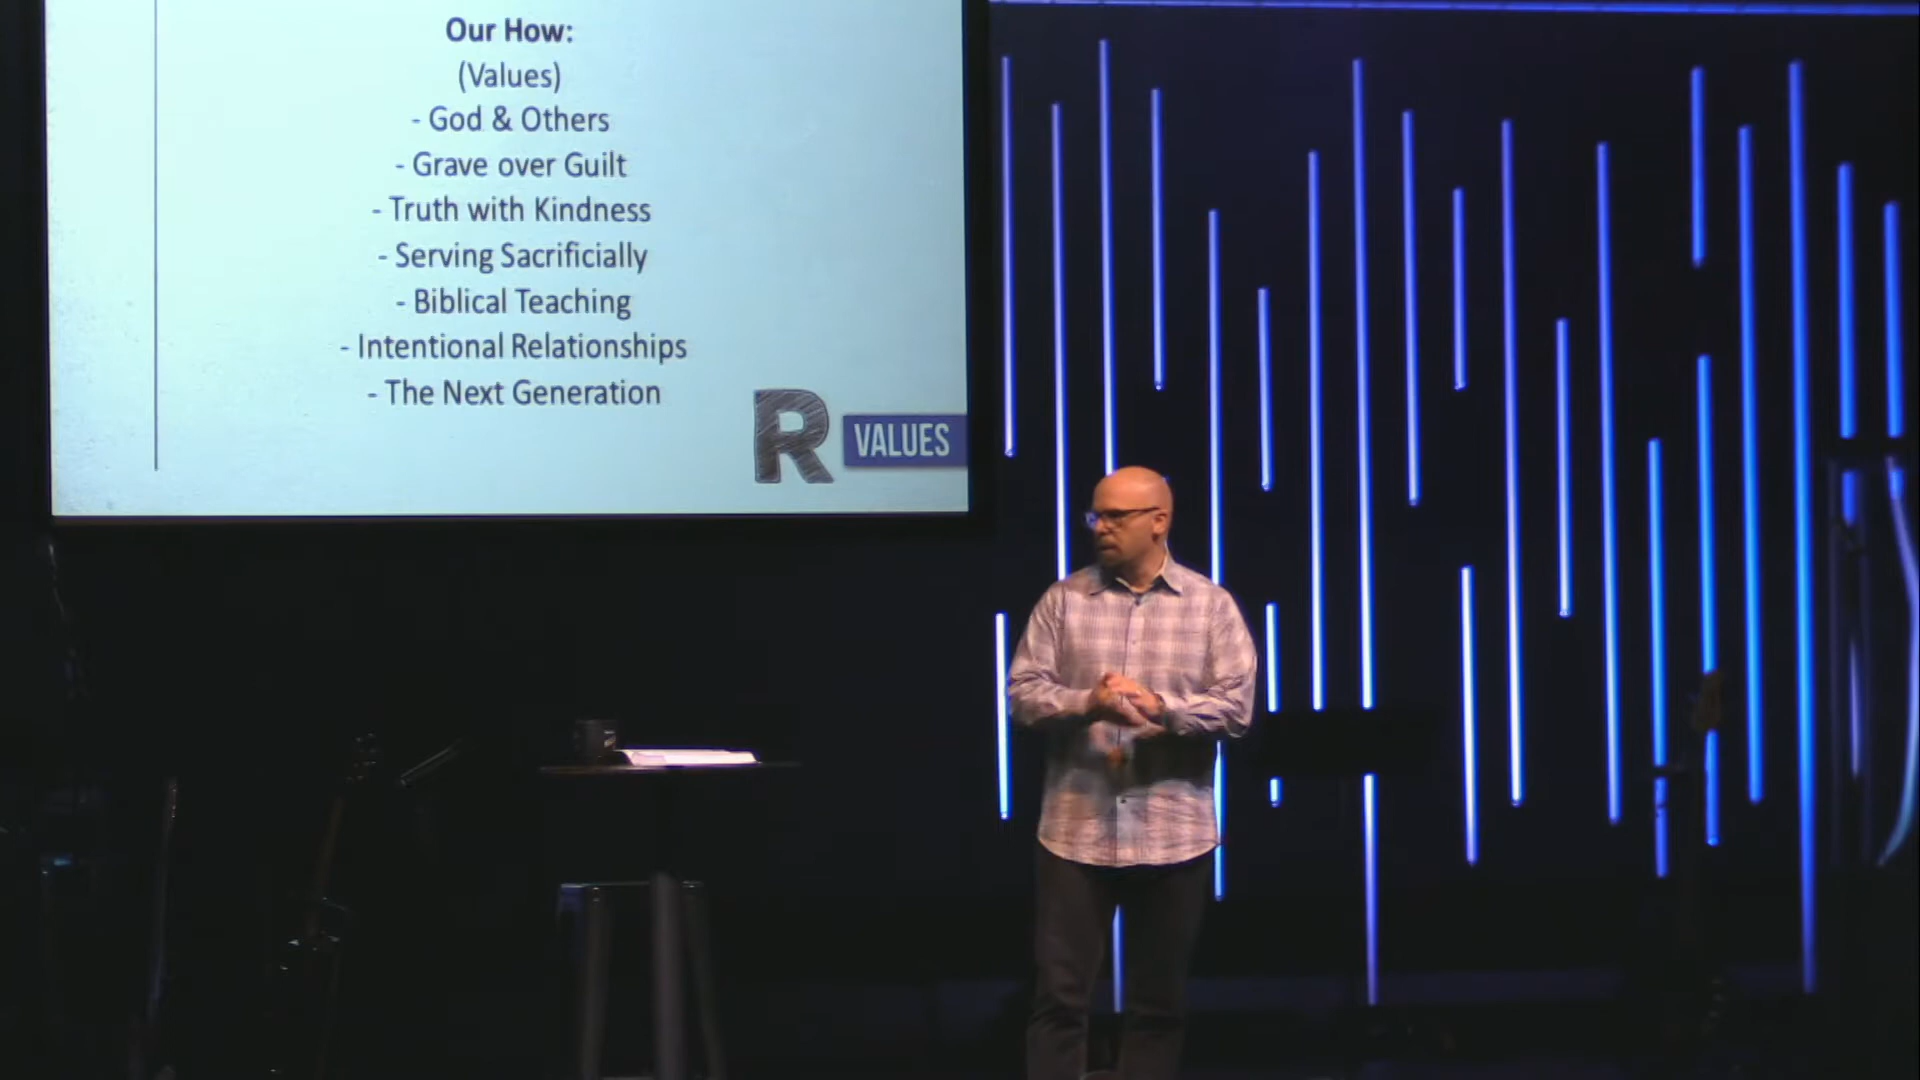 Our How:
(Values)
- God & Others
- Grave over Guilt
- Truth with Kindness
- Serving Sacrificially
- Biblical Teaching
- Intentional Relationships
- The Next Generation
R VALUES